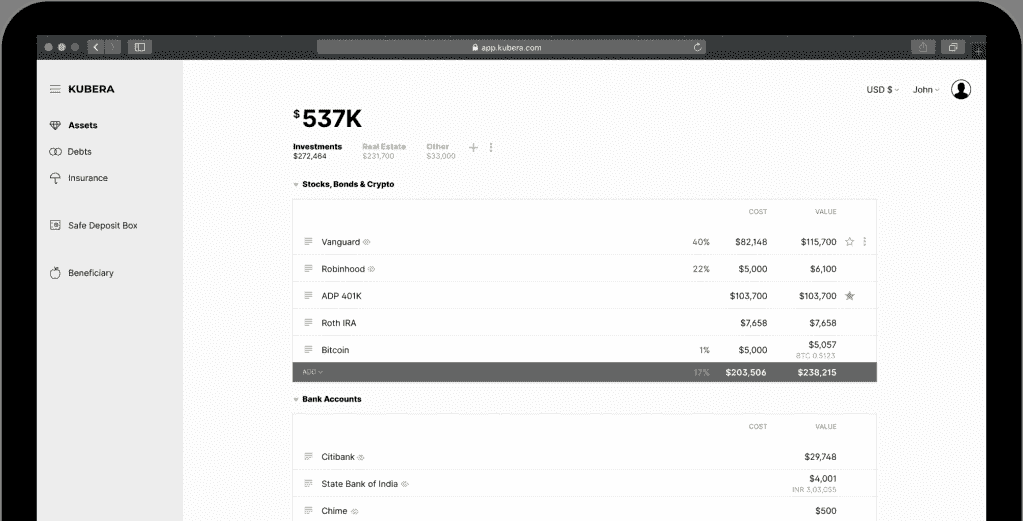 app.kubera.com
KUBERA
USD $
John
Assets
Debts
Insurance
Safe Deposit Box
Beneficiary
$537K
Investments Real Estate Other
$272,464 $231,700 $33,000
Stocks, Bonds & Crypto
COST VALUE
Vanguard 40% $82,148 $115,700
Robinhood 22% $5,000 $6,100
ADP 401K $103,700 $103,700
Roth IRA $7,658 $7,658
Bitcoin 1% $5,000 $5,057
BTC 0.5123
ADD 17% $203,506 $238,215
Bank Accounts
COST VALUE
Citibank $29,748
State Bank of India $4,001
INR 3,03,055
Chime $500